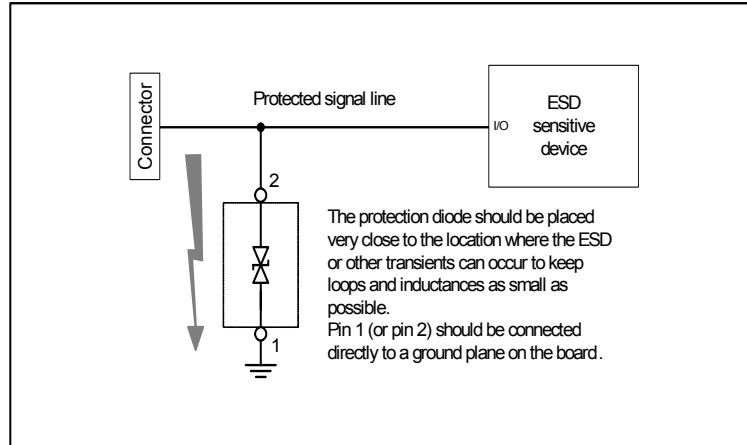 Connector
Protected signal line
I/O
ESD
sensitive
device
2
The protection diode should be placed
very close to the location where the ESD
or other transients can occur to keep
loops and inductances as small as
possible.
Pin 1 (or pin 2) should be connected
directly to a ground plane on the board.
1